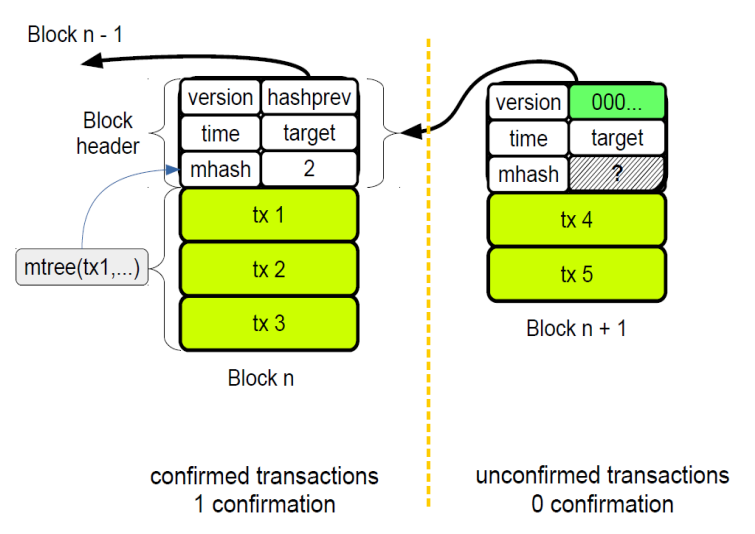 Block n - 1
Block
header
version hashprev
time target
mhash 2
tx 1
tx 2
tx 3
mtree(tx1,...)
Block n
confirmed transactions
1 confirmation
version 000...
time target
mhash ?
tx 4
tx 5
Block n + 1
unconfirmed transactions
0 confirmation